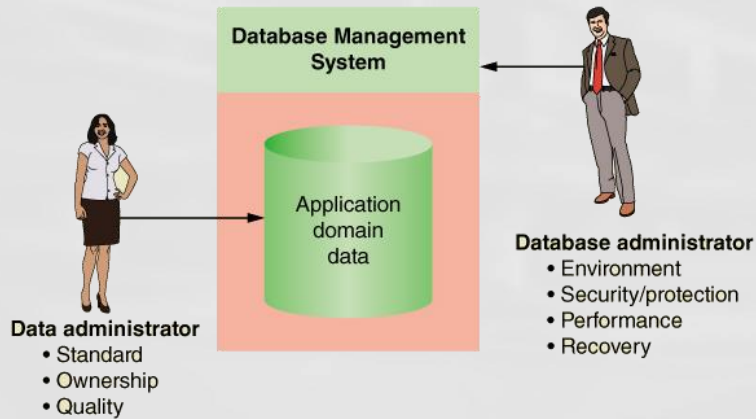 Database Management
System
Application
domain
data
Data administrator
• Standard
• Ownership
• Quality
Database administrator
• Environment
• Security/protection
• Performance
• Recovery